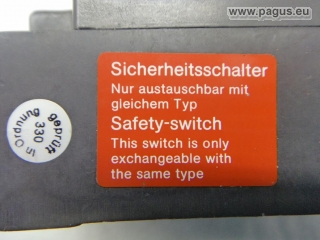 www.pagus.eu
Sicherheitsschalter
Nur austauschbar mit
gleichem Typ
Safety-switch
This switch is only
exchangeable with
the same type
geprüft
330
in Ordnung